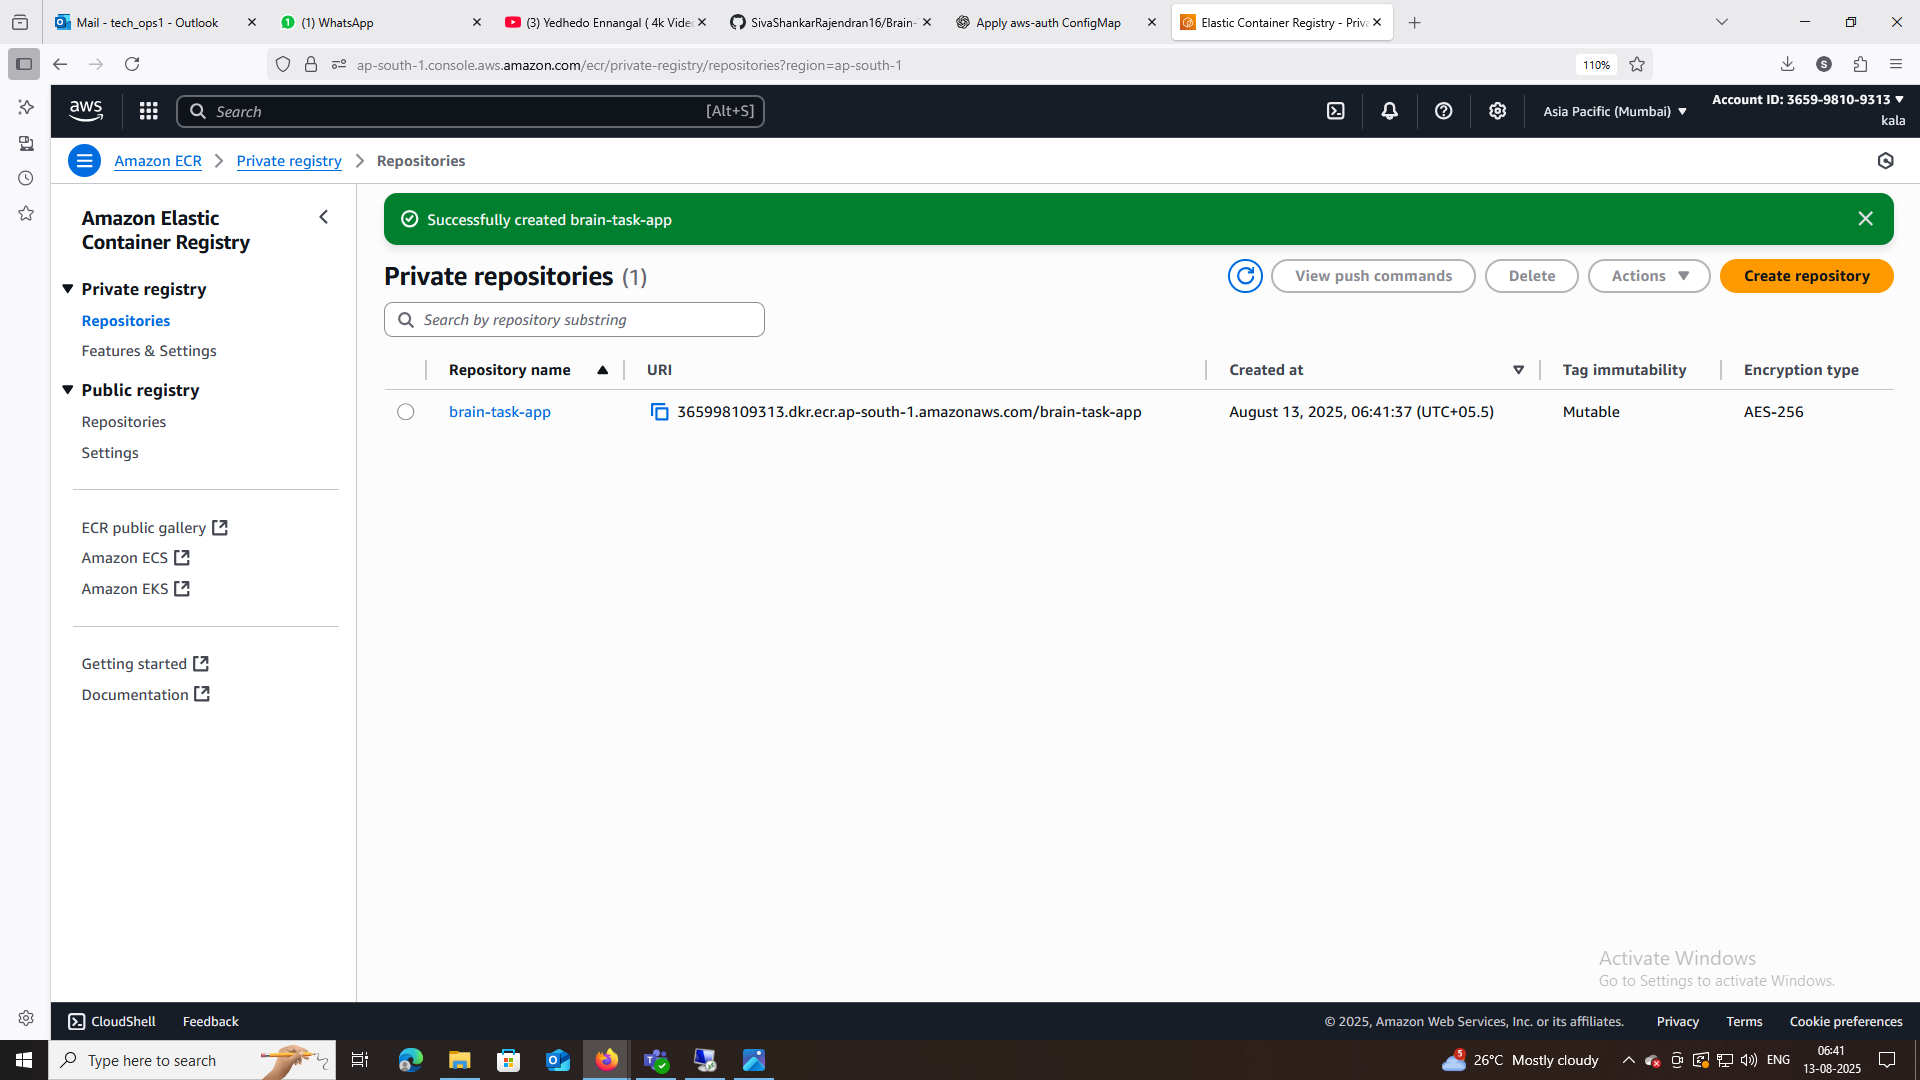 Mail - tech_ops1 - Outlook
(1) WhatsApp
(3) Yedhedo Ennangal ( 4k Vide
SivaShankarRajendran16/Brain-
Apply aws-auth ConfigMap
Elastic Container Registry - Priva
ap-south-1.console.aws.amazon.com/ecr/private-registry/repositories?region=ap-south-1
110%
S
aws
Search
[Alt+S]
Asia Pacific (Mumbai)
Account ID: 3659-9810-9313
kala
Amazon ECR
Private registry
Repositories
Amazon Elastic
Container Registry
Private registry
Repositories
Features & Settings
Public registry
Repositories
Settings
ECR public gallery
Amazon ECS
Amazon EKS
Getting started
Documentation
Successfully created brain-task-app
Private repositories (1)
View push commands
Delete
Actions
Create repository
Search by repository substring
Repository name
URI
Created at
Tag immutability
Encryption type
brain-task-app
365998109313.dkr.ecr.ap-south-1.amazonaws.com/brain-task-app
August 13, 2025, 06:41:37 (UTC+05.5)
Mutable
AES-256
Activate Windows
Go to Settings to activate Windows.
CloudShell
Feedback
© 2025, Amazon Web Services, Inc. or its affiliates.
Privacy
Terms
Cookie preferences
Type here to search
5
26°C Mostly cloudy
ENG
06:41
13-08-2025